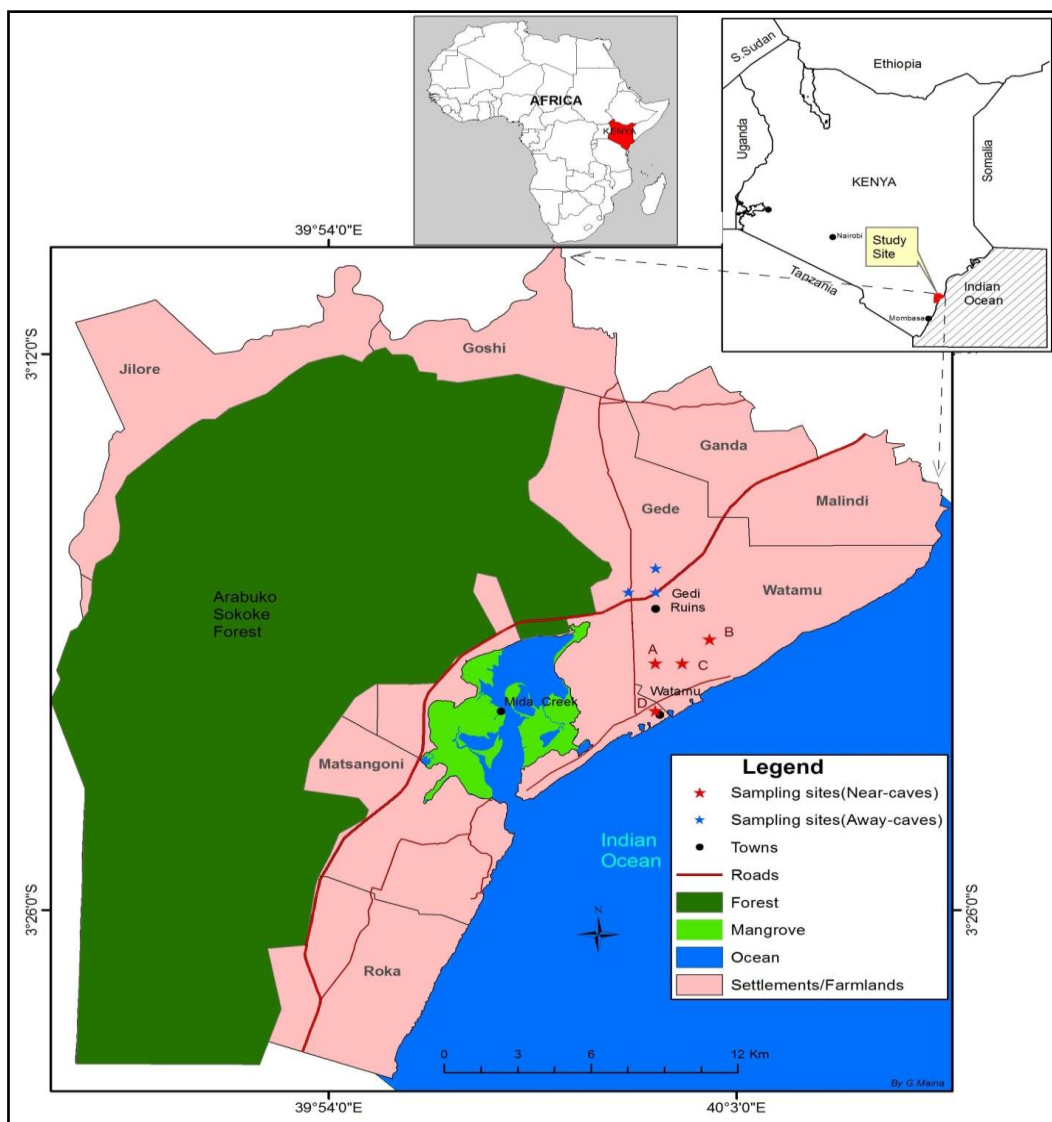 AFRICA
KENYA
S.Sudan
Ethiopia
Uganda
Somalia
KENYA
Nairobi
Study
Site
Tanzania
Indian
Ocean
Mombasa
39°54'0"E
3°12'0"S
Jilore
Goshi
Ganda
Malindi
Gede
Arabuko
Sokoke
Forest
Gedi
Ruins
Watamu
B
A
C
Watamu
D
Mida Creek
Matsangoni
Indian
Ocean
Legend
Sampling sites(Near-caves)
Sampling sites(Away-caves)
Towns
Roads
Forest
Mangrove
Ocean
Settlements/Farmlands
3°26'0"S
3°26'0"S
N
Roka
0 3 6 12 Km
By G.Maina
39°54'0"E
40°3'0"E